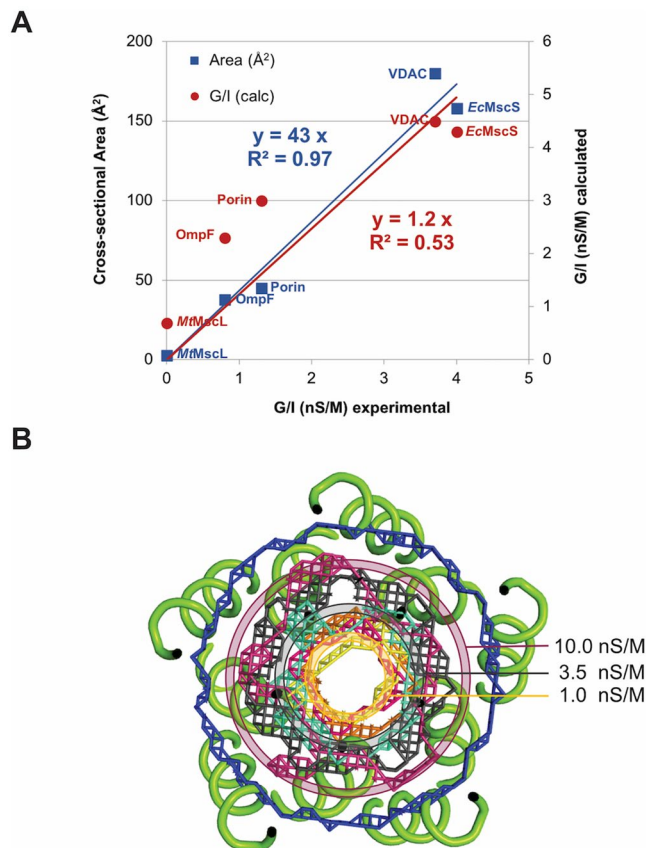 A
200
150
100
50
0
Cross-sectional Area (Å²)
Area (Å²)
G/I (calc)
y = 43 x
R² = 0.97
y = 1.2 x
R² = 0.53
VDAC
EcMscS
VDAC
EcMscS
Porin
OmpF
Porin
OmpF
MtMscL
MtMscL
6
5
4
3
2
1
0
G/I (nS/M) calculated
0 1 2 3 4 5
G/I (nS/M) experimental
B
10.0 nS/M
3.5 nS/M
1.0 nS/M